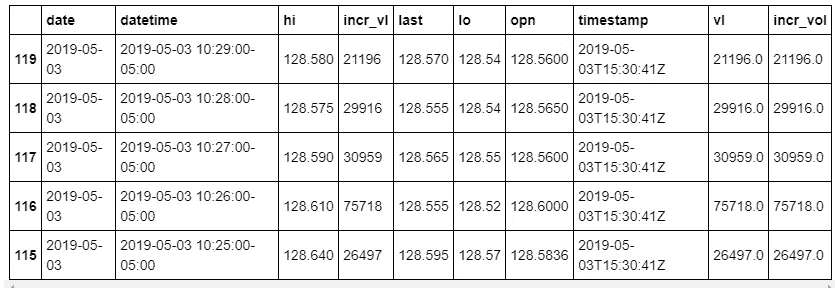 date datetime hi incr_vl last lo opn timestamp vl incr_vol
119 2019-05-03 2019-05-03 10:29:00-05:00 128.580 21196 128.570 128.54 128.5600 2019-05-03T15:30:41Z 21196.0 21196.0
118 2019-05-03 2019-05-03 10:28:00-05:00 128.575 29916 128.555 128.54 128.5650 2019-05-03T15:30:41Z 29916.0 29916.0
117 2019-05-03 2019-05-03 10:27:00-05:00 128.590 30959 128.565 128.55 128.5600 2019-05-03T15:30:41Z 30959.0 30959.0
116 2019-05-03 2019-05-03 10:26:00-05:00 128.610 75718 128.555 128.52 128.6000 2019-05-03T15:30:41Z 75718.0 75718.0
115 2019-05-03 2019-05-03 10:25:00-05:00 128.640 26497 128.595 128.57 128.5836 2019-05-03T15:30:41Z 26497.0 26497.0